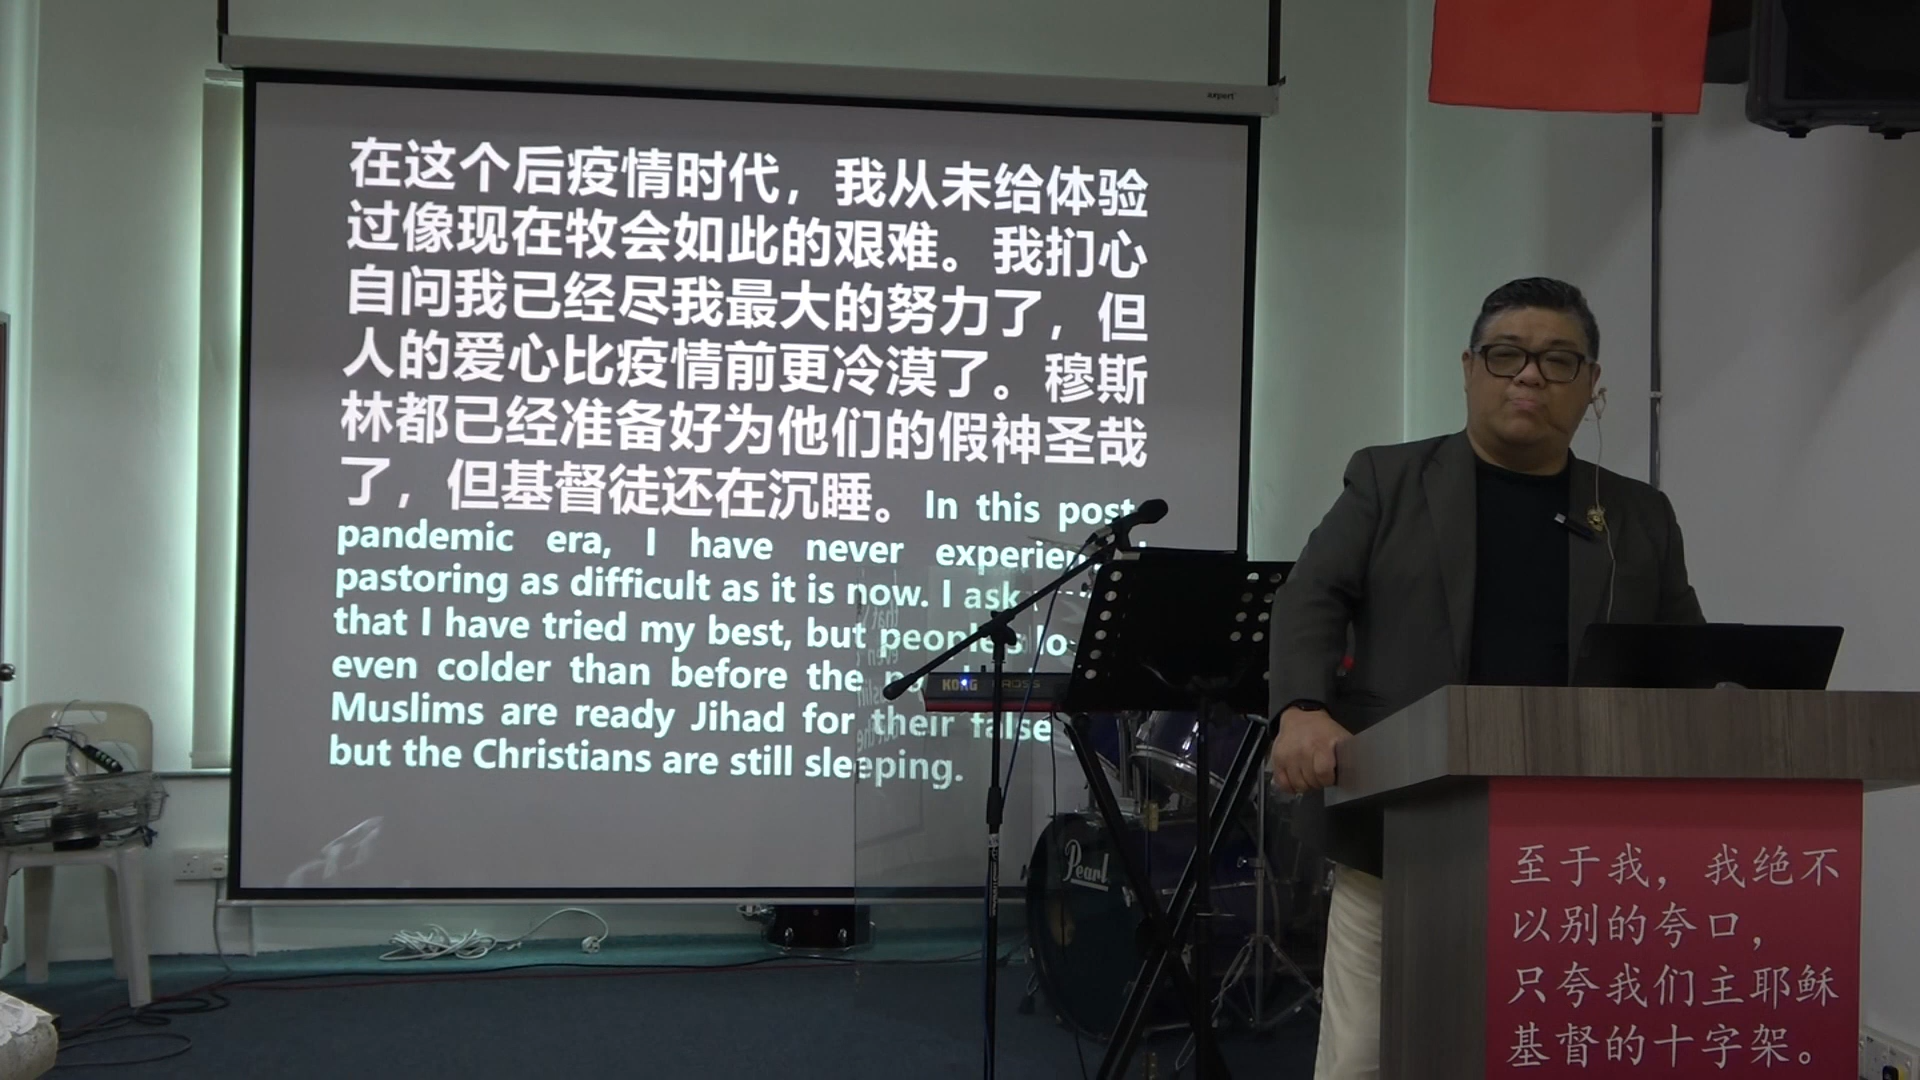 expert
在这个后疫情时代，我从未给体验
过像现在牧会如此的艰难。我扪心
自问我已经尽我最大的努力了，但
人的爱心比疫情前更冷漠了。穆斯
林都已经准备好为他们的假神圣哉
了，但基督徒还在沉睡。In this post
pandemic era, I have never
pastoring as difficult as it is now. I ask
that I have tried my best, but people's
even colder than before the
Muslims are ready Jihad for their false
but the Christians are still sleeping.
KORG KROSS
Pearl
至于我，我绝不
以别的夸口，
只夸我们主耶稣
基督的十字架。